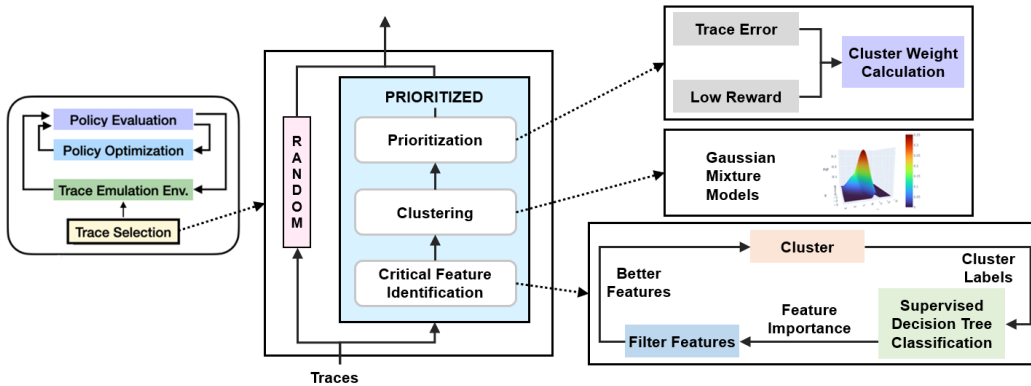 Policy Evaluation
Policy Optimization
Trace Emulation Env.
Trace Selection
RANDOM
PRIORITIZED
Prioritization
Clustering
Critical Feature
Identification
Traces
Trace Error
Low Reward
Cluster Weight
Calculation
Gaussian
Mixture
Models
Cluster
Better
Features
Cluster
Labels
Feature
Importance
Filter Features
Supervised
Decision Tree
Classification